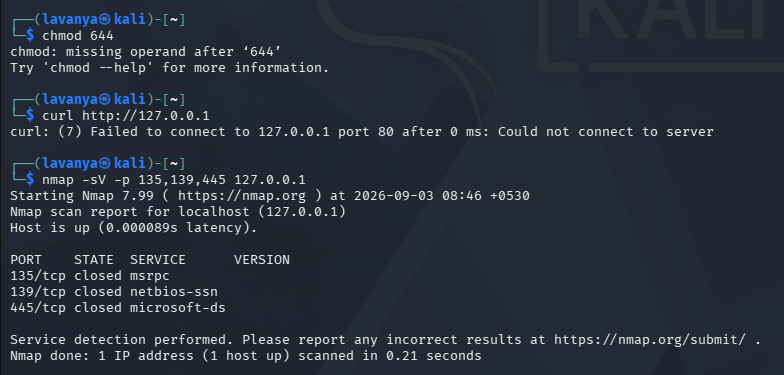 ┌──(lavanya㉿kali)-[~]
└─$ chmod 644
chmod: missing operand after ‘644’
Try 'chmod --help' for more information.

┌──(lavanya㉿kali)-[~]
└─$ curl http://127.0.0.1
curl: (7) Failed to connect to 127.0.0.1 port 80 after 0 ms: Could not connect to server

┌──(lavanya㉿kali)-[~]
└─$ nmap -sV -p 135,139,445 127.0.0.1
Starting Nmap 7.99 ( https://nmap.org ) at 2026-09-03 08:46 +0530
Nmap scan report for localhost (127.0.0.1)
Host is up (0.000089s latency).

PORT    STATE  SERVICE      VERSION
135/tcp closed msrpc
139/tcp closed netbios-ssn
445/tcp closed microsoft-ds

Service detection performed. Please report any incorrect results at https://nmap.org/submit/ .
Nmap done: 1 IP address (1 host up) scanned in 0.21 seconds
KALI